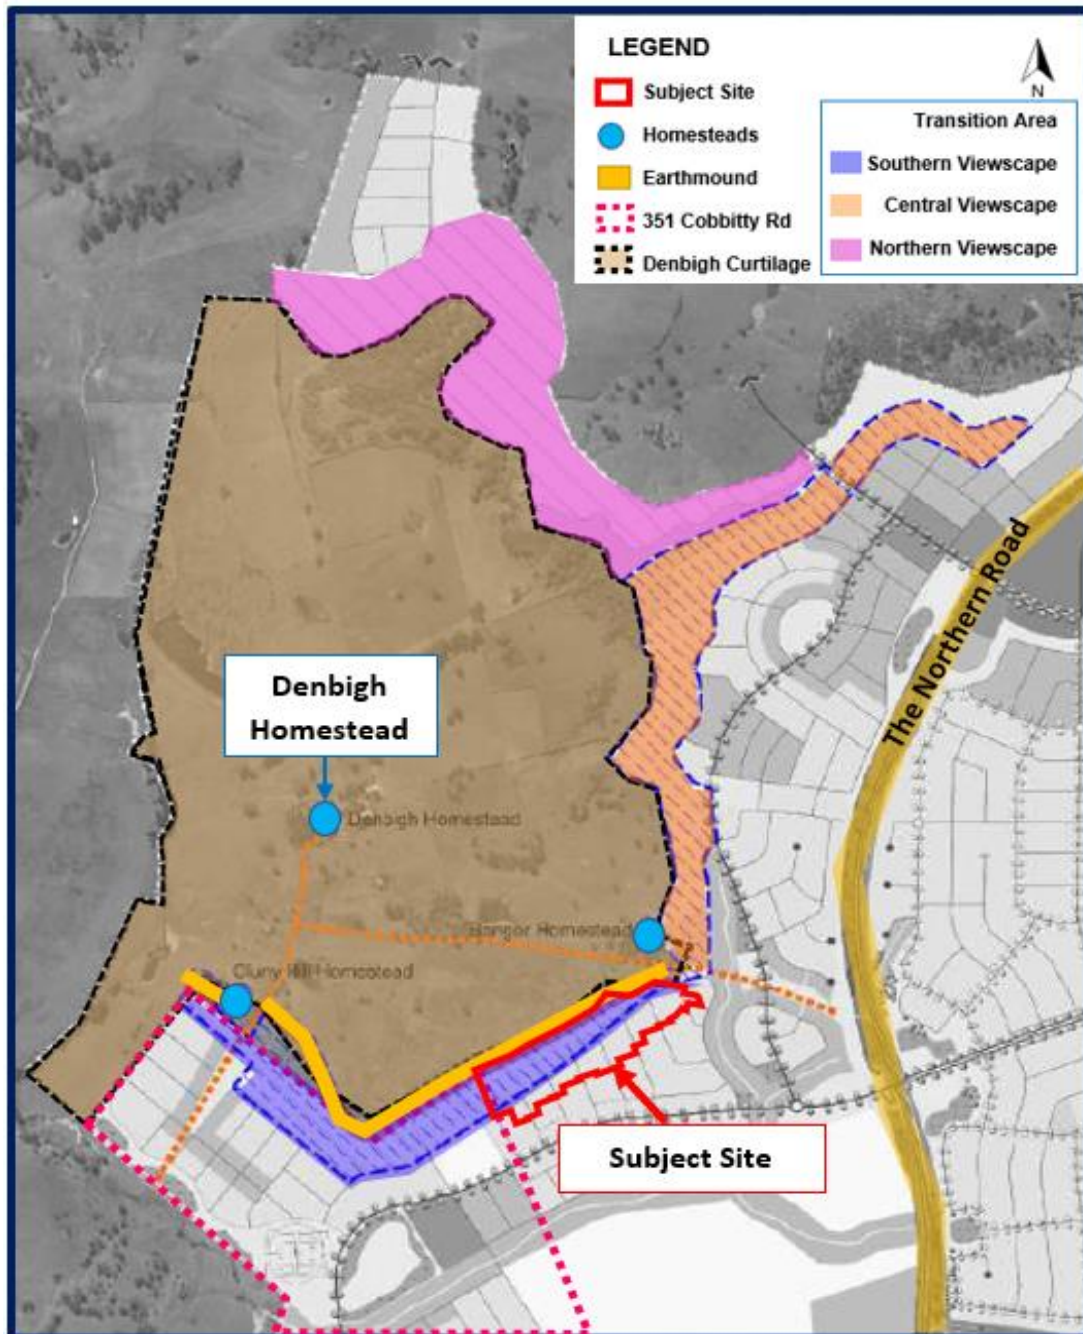 LEGEND
Subject Site
Homesteads
Earthmound
351 Cobbitty Rd
Denbigh Curtilage
N
Transition Area
Southern Viewscape
Central Viewscape
Northern Viewscape
The Northern Road
Denbigh
Homestead
Denbigh Homestead
Bangor Homestead
Cluny Hill Homestead
Subject Site